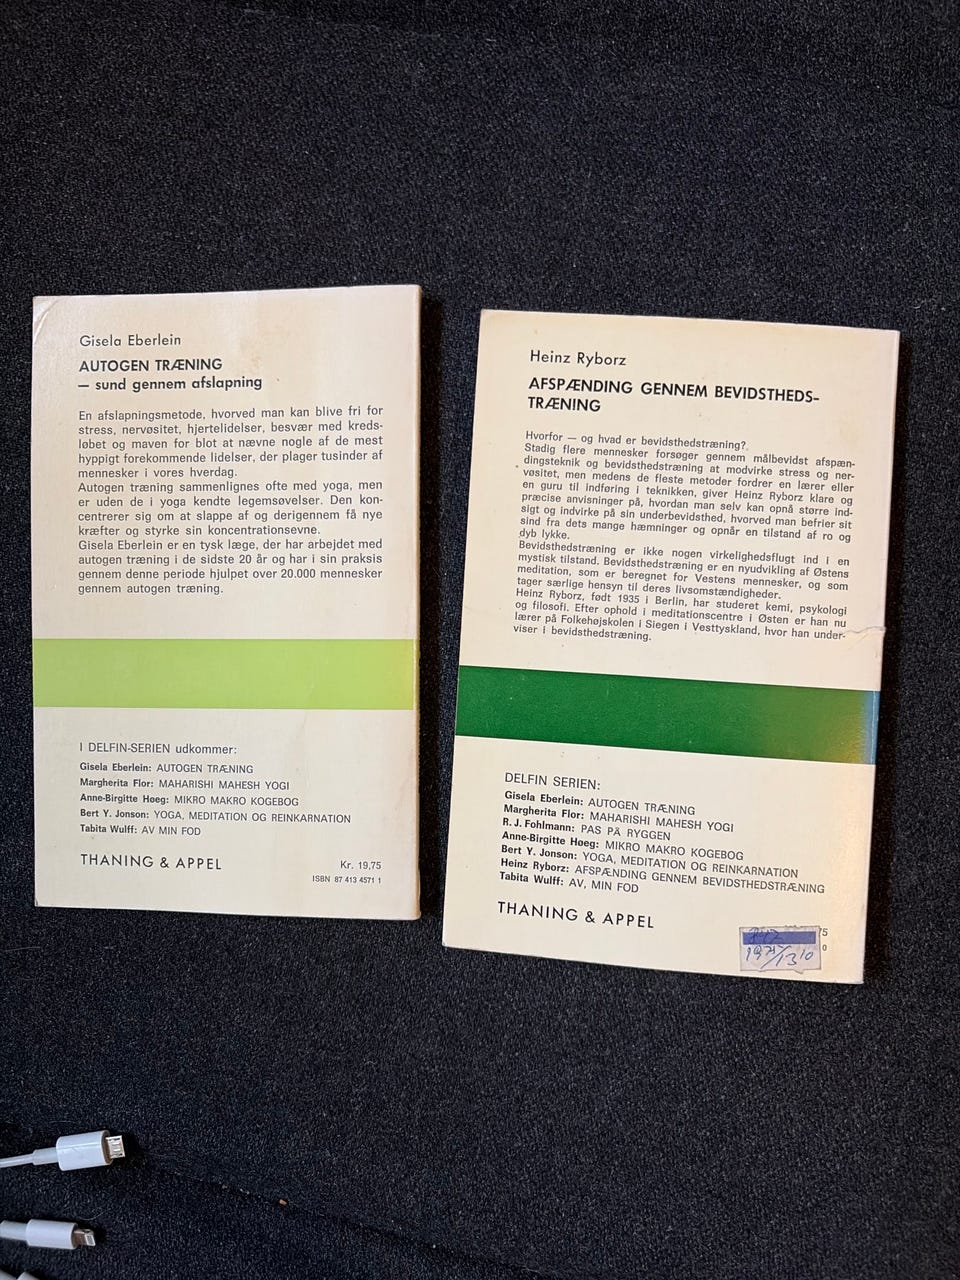 Gisela Eberlein
AUTOGEN TRÆNING
— sund gennem afslapning
En afslapningsmetode, hvorved man kan blive fri for
stress, nervøsitet, hjertelidelser, besvær med kreds-
løbet og maven for blot at nævne nogle af de mest
hyppigt forekommende lidelser, der plager tusinder af
mennesker i vores hverdag.
Autogen træning sammenlignes ofte med yoga, men
er uden de i yoga kendte legemsøvelser. Den kon-
centrerer sig om at slappe af og derigennem få nye
kræfter og styrke sin koncentrationsevne.
Gisela Eberlein er en tysk læge, der har arbejdet med
autogen træning i de sidste 20 år og har i sin praksis
gennem denne periode hjulpet over 20.000 mennesker
gennem autogen træning.
I DELFIN-SERIEN udkommer:
Gisela Eberlein: AUTOGEN TRÆNING
Margherita Flor: MAHARISHI MAHESH YOGI
Anne-Birgitte Høeg: MIKRO MAKRO KOGEBOG
Bert Y. Jonson: YOGA, MEDITATION OG REINKARNATION
Tabita Wulff: AV MIN FOD
THANING & APPEL
Kr. 19,75
ISBN 87 413 4571 1
Heinz Ryborz
AFSPÆNDING GENNEM BEVIDSTHEDS-
TRÆNING
Hvorfor — og hvad er bevidsthedstræning?
Stadig flere mennesker forsøger gennem målbevidst afspæn-
dingsteknik og bevidsthedstræning at modvirke stress og ner-
vøsitet, men medens de fleste metoder fordrer en lærer eller
en guru til indføring i teknikken, giver Heinz Ryborz klare og
præcise anvisninger på, hvordan man selv kan opnå større ind-
sigt og indvirke på sin underbevidsthed, hvorved man befrier sit
sind fra dets mange hæmninger og opnår en tilstand af ro og
dyb lykke.
Bevidsthedstræning er ikke nogen virkelighedsflugt ind i en
mystisk tilstand. Bevidsthedstræning er en nyudvikling af Østens
meditation, som er beregnet for Vestens mennesker, og som
tager særlige hensyn til deres livsomstændigheder.
Heinz Ryborz, født 1935 i Berlin, har studeret kemi, psykologi
og filosofi. Efter ophold i meditationscentre i Østen er han nu
lærer på Folkehøjskolen i Siegen i Vesttyskland, hvor han under-
viser i bevidsthedstræning.
DELFIN SERIEN:
Gisela Eberlein: AUTOGEN TRÆNING
Margherita Flor: MAHARISHI MAHESH YOGI
R. J. Fohlmann: PAS PÅ RYGGEN
Anne-Birgitte Høeg: MIKRO MAKRO KOGEBOG
Bert Y. Jonson: YOGA, MEDITATION OG REINKARNATION
Heinz Ryborz: AFSPÆNDING GENNEM BEVIDSTHEDSTRÆNING
Tabita Wulff: AV, MIN FOD
THANING & APPEL
75
0